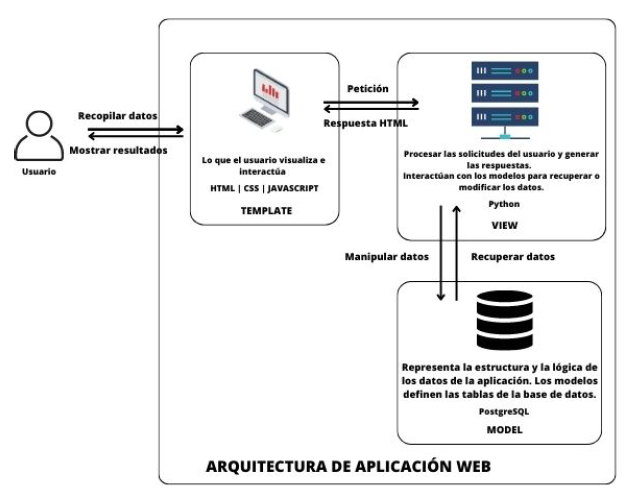 Recopilar datos
Mostrar resultados
Usuario
Lo que el usuario visualiza e
interactúa
HTML | CSS | JAVASCRIPT
TEMPLATE
Petición
Respuesta HTML
Procesar las solicitudes del usuario y generar
las respuestas.
Interactúan con los modelos para recuperar o
modificar los datos.
Python
VIEW
Manipular datos
Recuperar datos
Representa la estructura y la lógica de
los datos de la aplicación. Los modelos
definen las tablas de la base de datos.
PostgreSQL
MODEL
ARQUITECTURA DE APLICACIÓN WEB